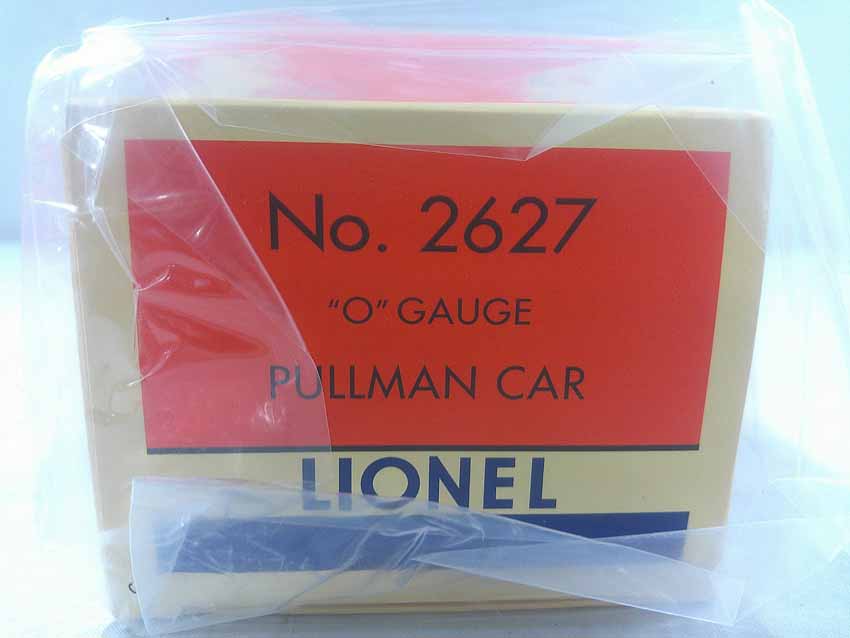 No. 2627
“O” GAUGE
PULLMAN CAR
LIONEL